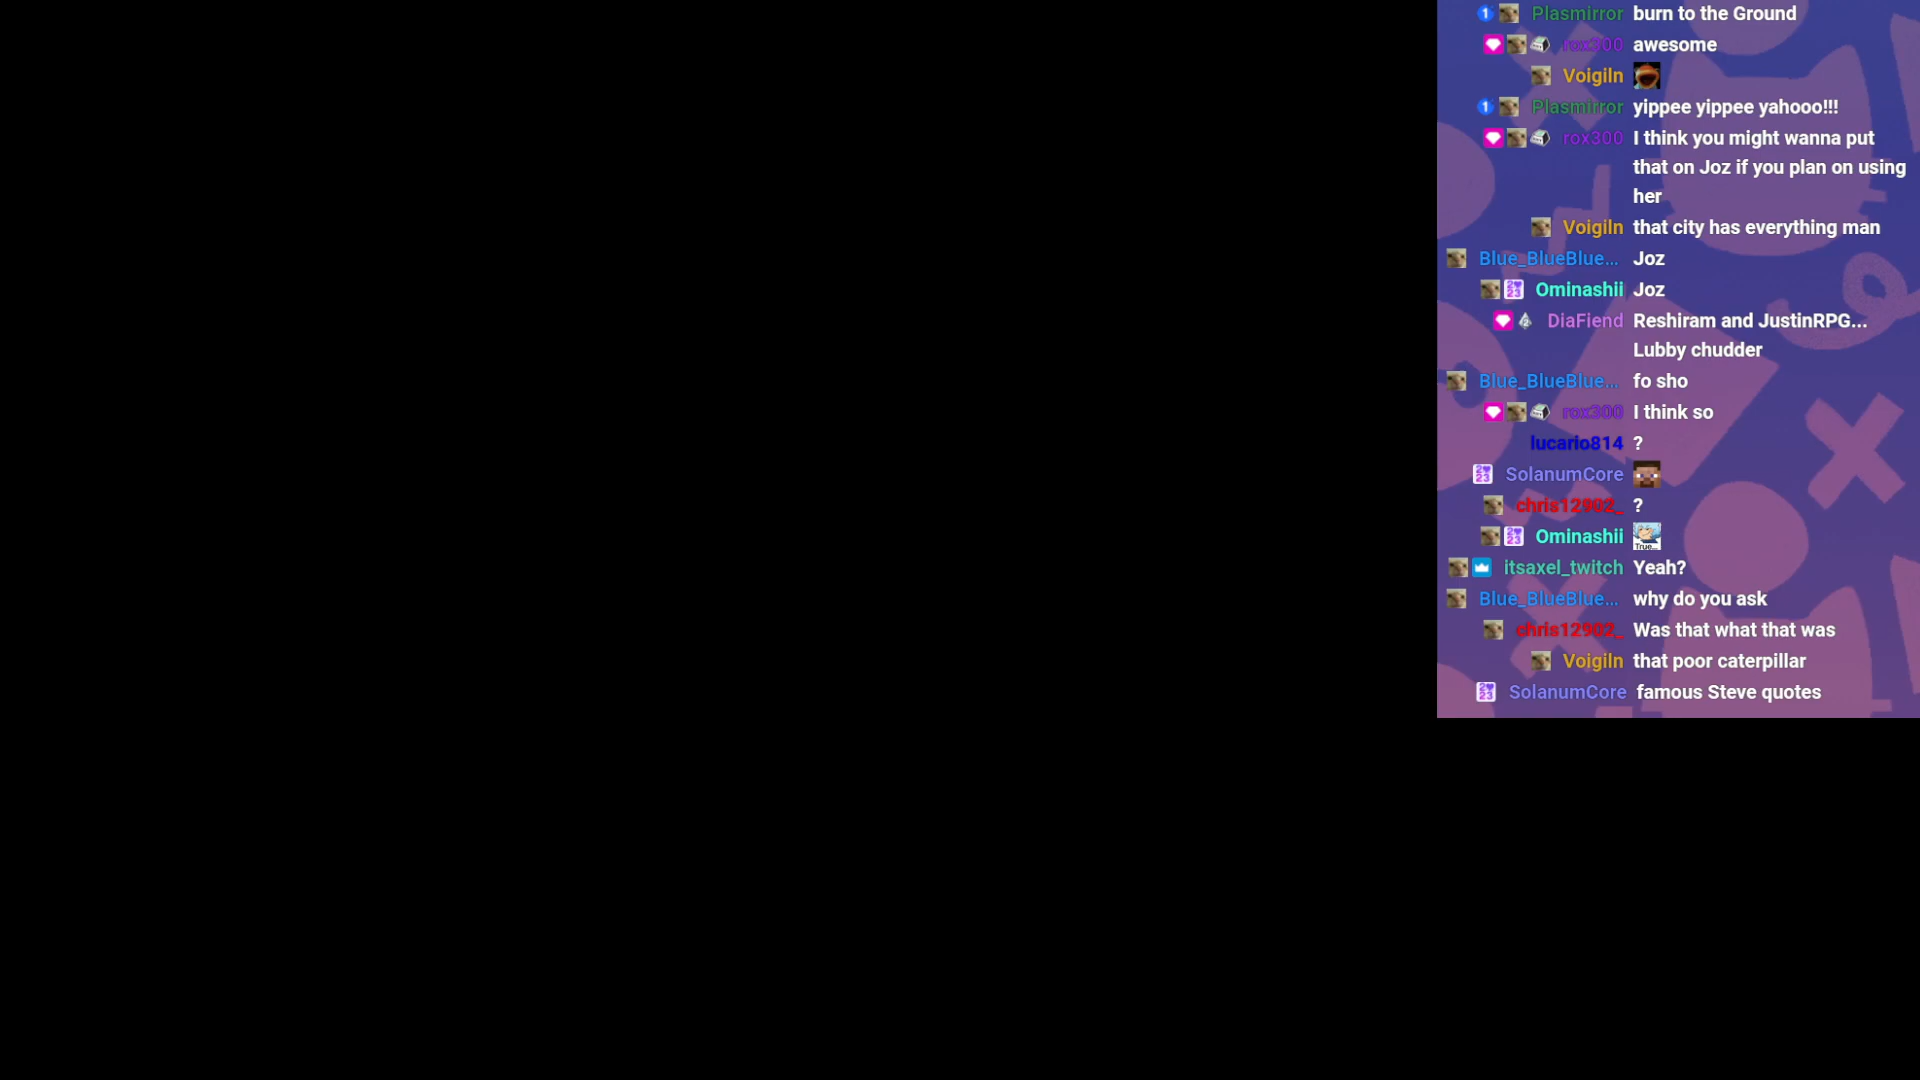 Plasmirror burn to the Ground
rox300 awesome
Voigiln
Plasmirror yippee yippee yahooo!!!
rox300 I think you might wanna put
that on Joz if you plan on using
her
Voigiln that city has everything man
Blue_BlueBlue... Joz
Ominashii Joz
DiaFiend Reshiram and JustinRPG...
Lubby chudder
Blue_BlueBlue... fo sho
rox300 I think so
lucario814 ?
SolanumCore
chris12902_ ?
Ominashii True...
itsaxel_twitch Yeah?
Blue_BlueBlue... why do you ask
chris12902_ Was that what that was
Voigiln that poor caterpillar
SolanumCore famous Steve quotes